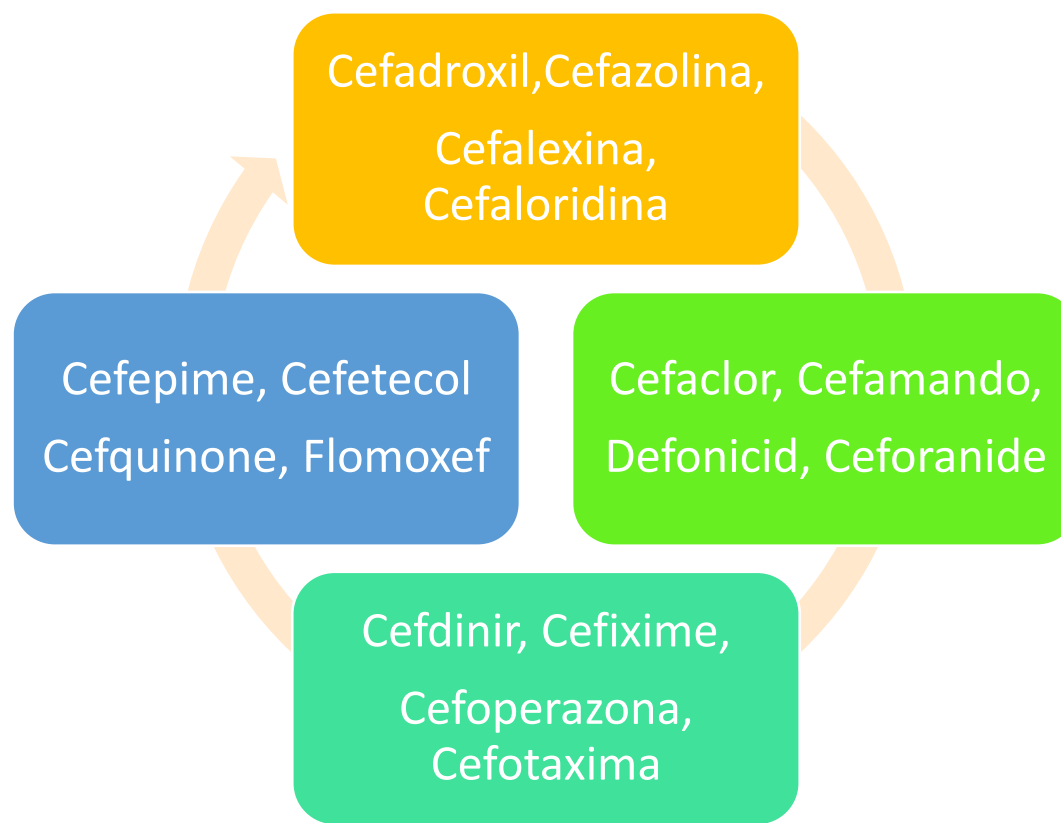 Cefadroxil,Cefazolina,
Cefalexina,
Cefaloridina
Cefaclor, Cefamando,
Defonicid, Ceforanide
Cefdinir, Cefixime,
Cefoperazona,
Cefotaxima
Cefepime, Cefetecol
Cefquinone, Flomoxef